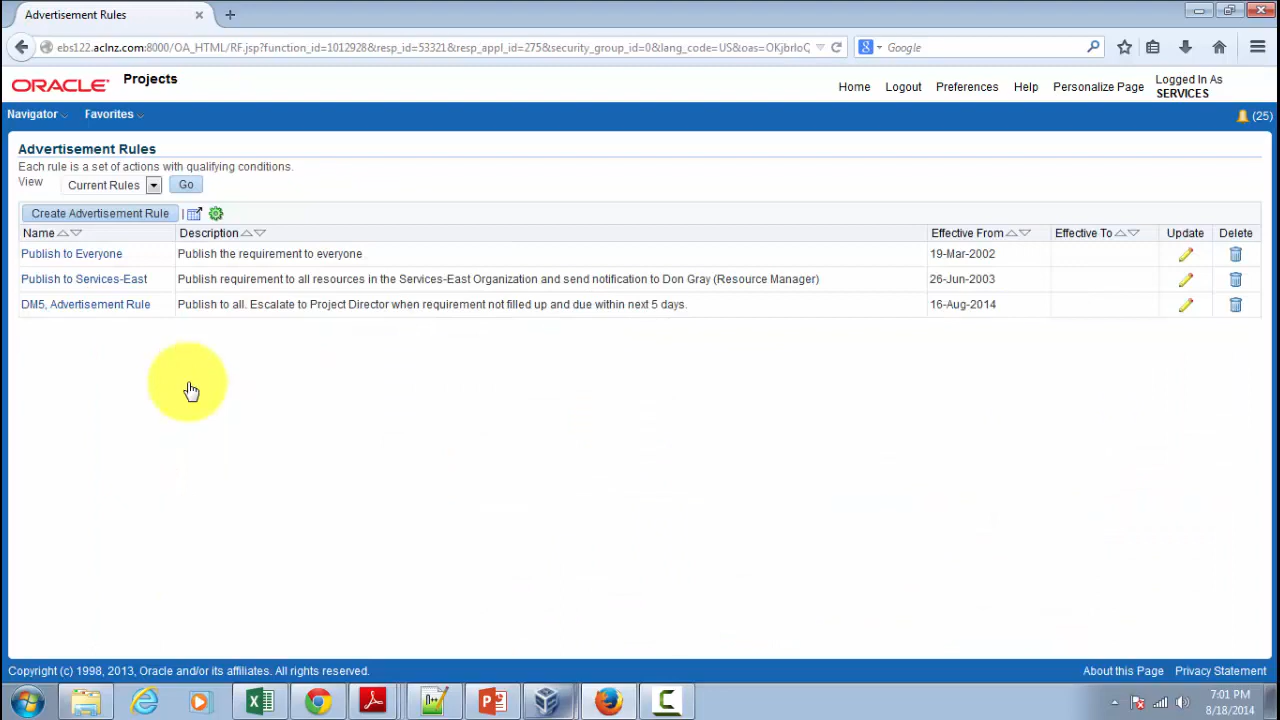 Advertisement Rules
ebs122.aclnz.com:8000/OA_HTML/RF.jsp?function_id=1012928&resp_id=53321&resp_appl_id=275&security_group_id=0&lang_code=US&oas=OKjbrloQ
Google
ORACLE Projects
Home Logout Preferences Help Personalize Page Logged In As
SERVICES
Navigator Favorites (25)
Advertisement Rules
Each rule is a set of actions with qualifying conditions.
View Current Rules Go
Create Advertisement Rule
Name Description Effective From Effective To Update Delete
Publish to Everyone Publish the requirement to everyone 19-Mar-2002
Publish to Services-East Publish requirement to all resources in the Services-East Organization and send notification to Don Gray (Resource Manager) 26-Jun-2003
DM5, Advertisement Rule Publish to all. Escalate to Project Director when requirement not filled up and due within next 5 days. 16-Aug-2014
Copyright (c) 1998, 2013, Oracle and/or its affiliates. All rights reserved. About this Page Privacy Statement
7:01 PM
8/18/2014